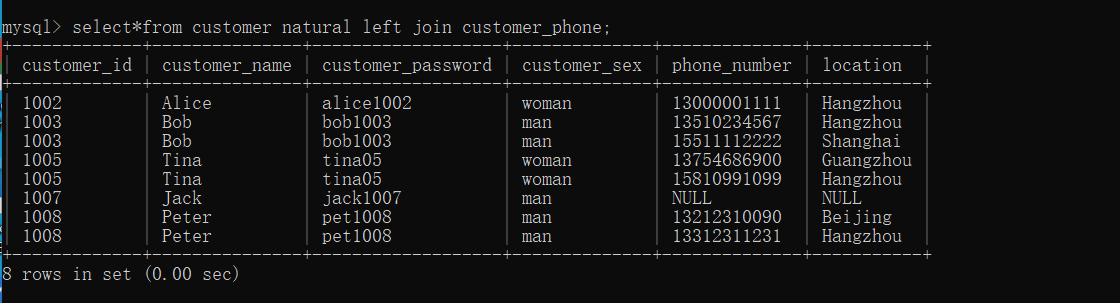 mysql> select*from customer natural left join customer_phone;
+-------------+---------------+-------------------+--------------+--------------+-----------+
| customer_id | customer_name | customer_password | customer_sex | phone_number | location  |
+-------------+---------------+-------------------+--------------+--------------+-----------+
| 1002        | Alice         | alice1002         | woman        | 13000001111  | Hangzhou  |
| 1003        | Bob           | bob1003           | man          | 13510234567  | Hangzhou  |
| 1003        | Bob           | bob1003           | man          | 15511112222  | Shanghai  |
| 1005        | Tina          | tina05            | woman        | 13754686900  | Guangzhou |
| 1005        | Tina          | tina05            | woman        | 15810991099  | Hangzhou  |
| 1007        | Jack          | jack1007          | man          | NULL         | NULL      |
| 1008        | Peter         | pet1008           | man          | 13212310090  | Beijing   |
| 1008        | Peter         | pet1008           | man          | 13312311231  | Hangzhou  |
+-------------+---------------+-------------------+--------------+--------------+-----------+
8 rows in set (0.00 sec)